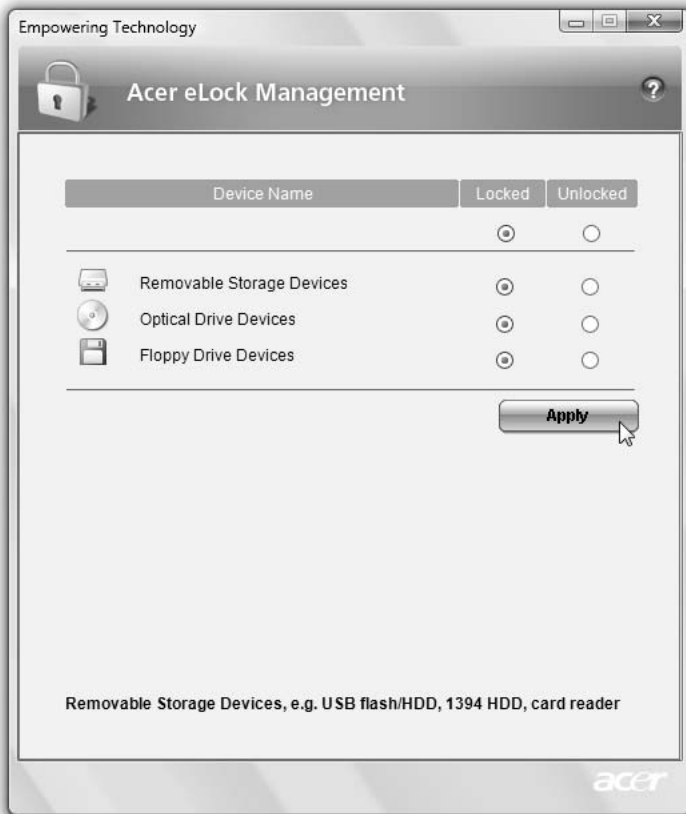 Empowering Technology
Acer eLock Management
?
Device Name Locked Unlocked
Removable Storage Devices
Optical Drive Devices
Floppy Drive Devices
Apply
Removable Storage Devices, e.g. USB flash/HDD, 1394 HDD, card reader
acer